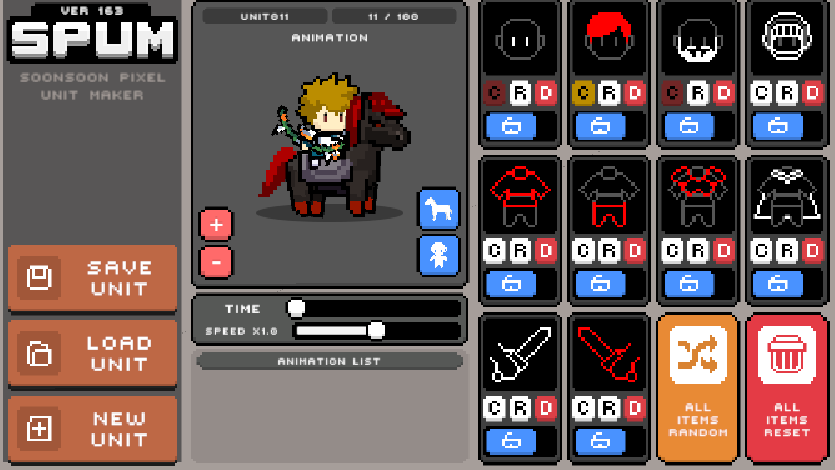 VER 163
SPUM
SOONSOON PIXEL
UNIT MAKER
SAVE
UNIT
LOAD
UNIT
NEW
UNIT
UNIT011
11 / 100
ANIMATION
+
-
TIME
SPEED X1.0
ANIMATION LIST
C R D
C R D
C R D
C R D
C R D
C R D
C R D
C R D
C R D
C R D
ALL
ITEMS
RANDOM
ALL
ITEMS
RESET